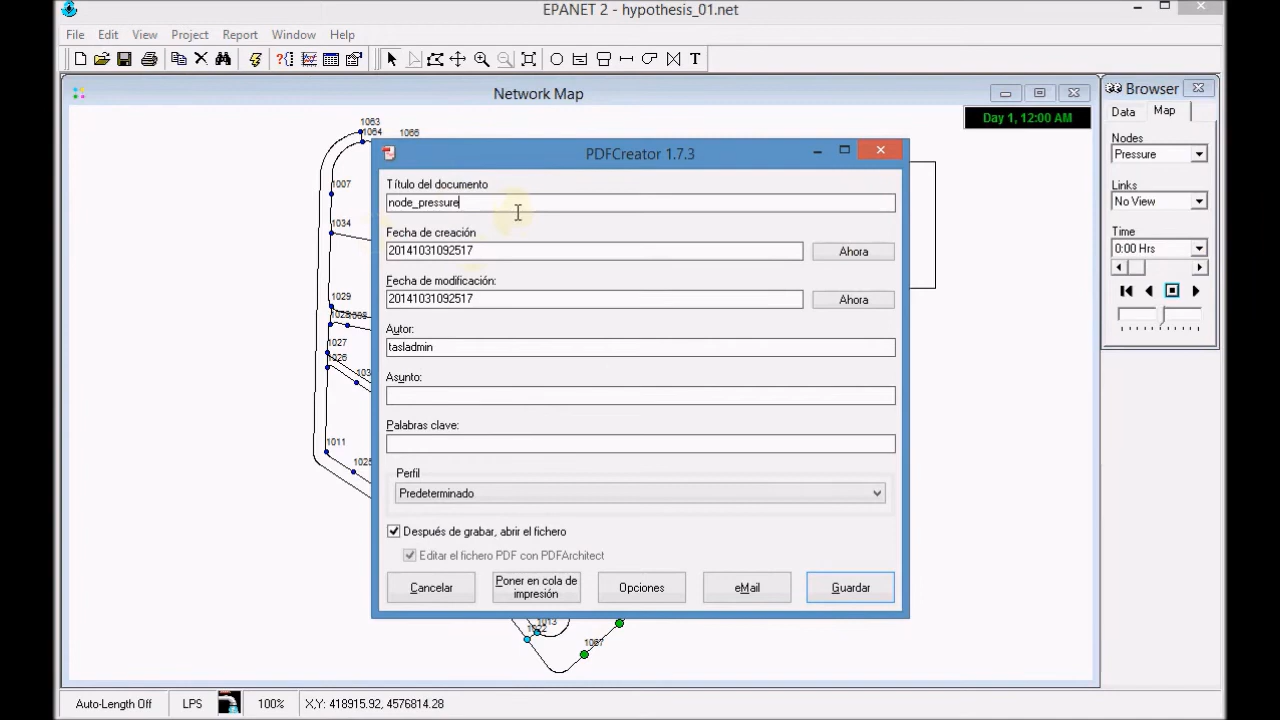 EPANET 2 - hypothesis_01.net
File Edit View Project Report Window Help
Network Map
Day 1, 12:00 AM
Browser
Data Map
Nodes
Pressure
Links
No View
Time
0:00 Hrs
1063
1064
1066
1007
1034
1029
1027
1011
1013
1067
PDFCreator 1.7.3
Título del documento
node_pressure
Fecha de creación
20141031092517
Ahora
Fecha de modificación:
20141031092517
Ahora
Autor:
tasladmin
Asunto:
Palabras clave:
Perfil
Predeterminado
Después de grabar, abrir el fichero
Editar el fichero PDF con PDFArchitect
Cancelar
Poner en cola de
impresión
Opciones
eMail
Guardar
Auto-Length Off LPS 100% X,Y: 418915.92, 4576814.28